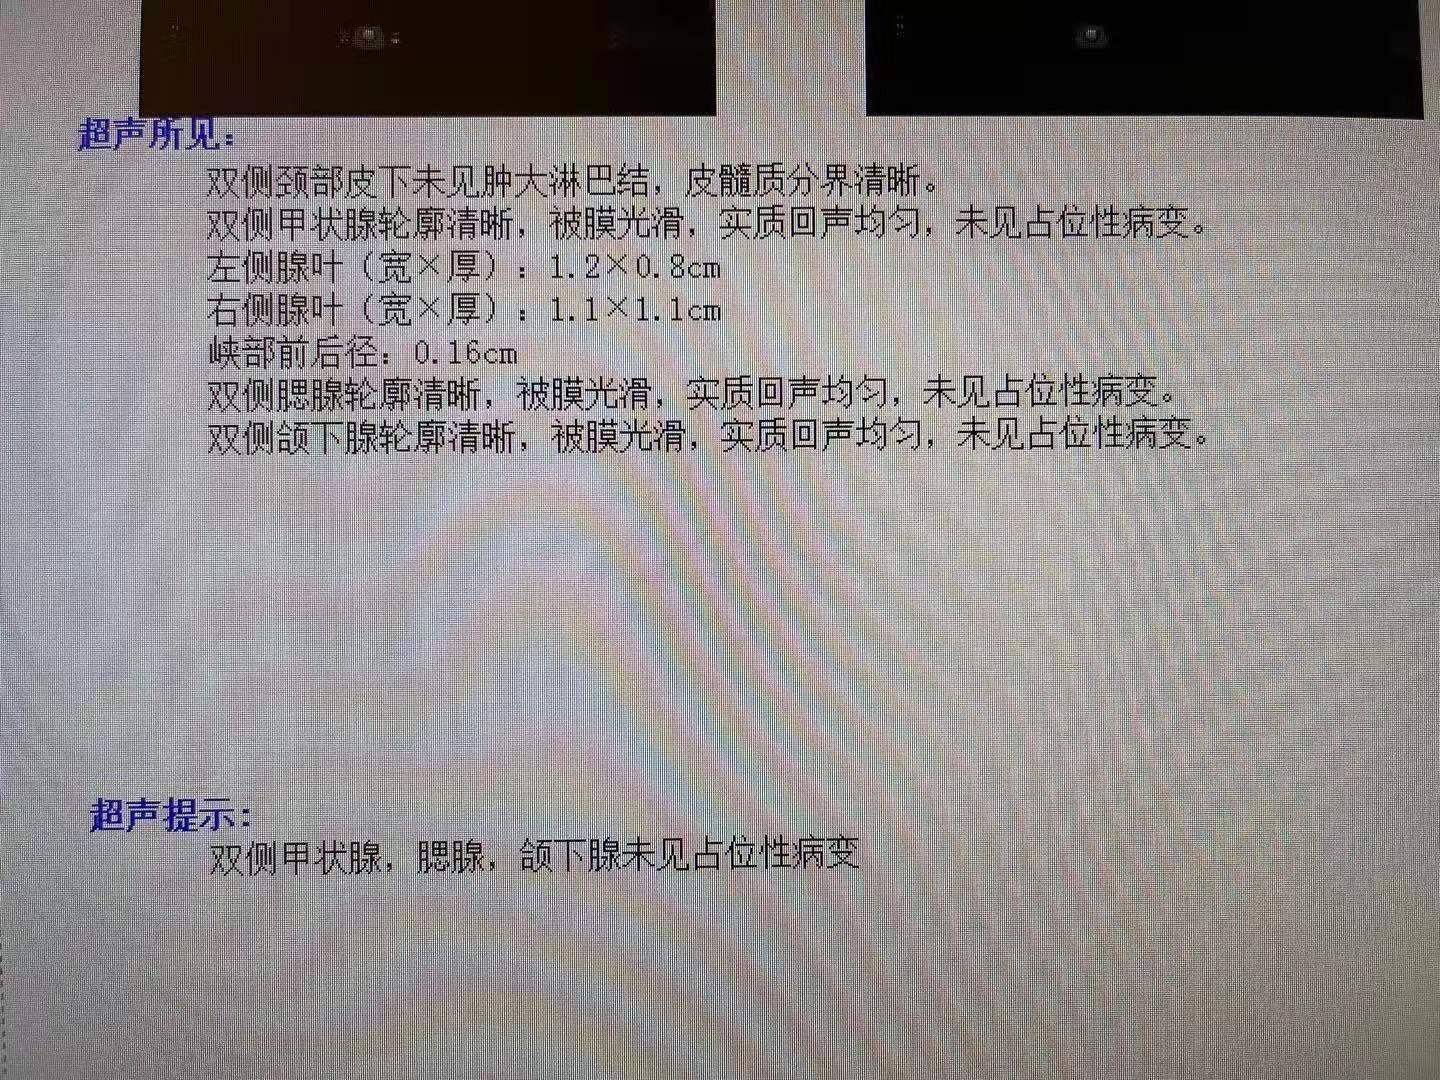 超声所见：
双侧颈部皮下未见肿大淋巴结，皮髓质分界清晰。
双侧甲状腺轮廓清晰，被膜光滑，实质回声均匀，未见占位性病变。
左侧腺叶（宽×厚）：1.2×0.8cm
右侧腺叶（宽×厚）：1.1×1.1cm
峡部前后径：0.16cm
双侧腮腺轮廓清晰，被膜光滑，实质回声均匀，未见占位性病变。
双侧颌下腺轮廓清晰，被膜光滑，实质回声均匀，未见占位性病变。
超声提示：
双侧甲状腺，腮腺，颌下腺未见占位性病变